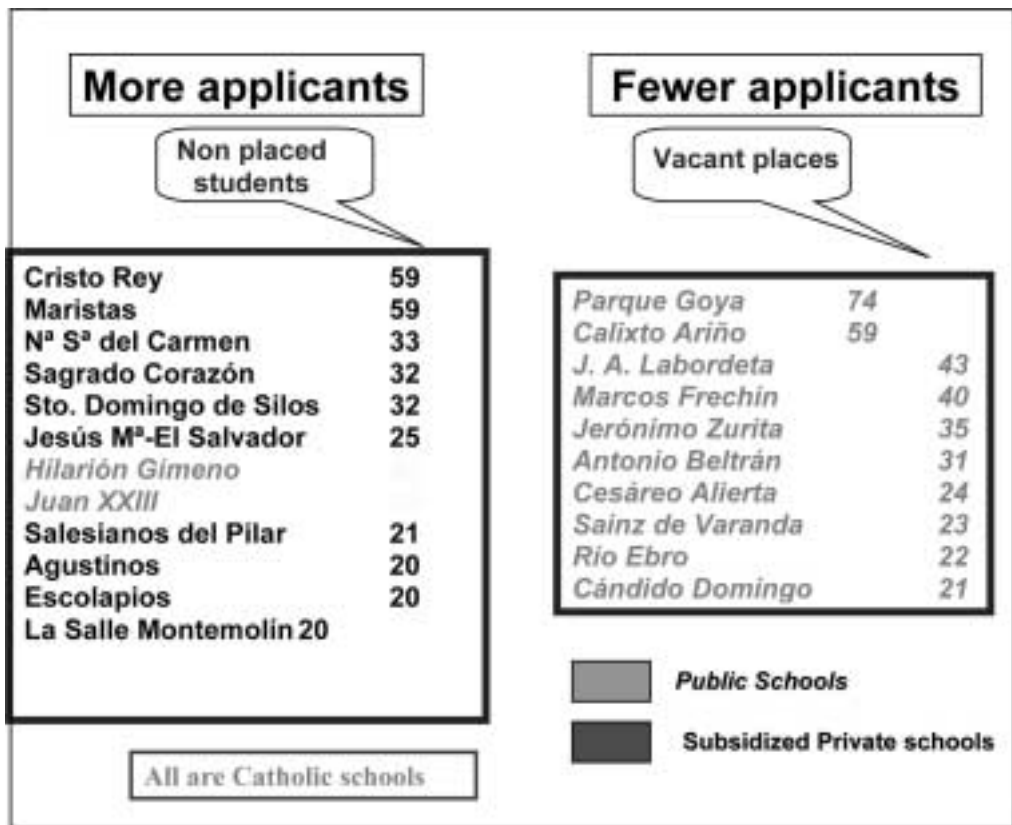 More applicants
Non placed
students
Cristo Rey 59
Maristas 59
Nª Sª del Carmen 33
Sagrado Corazón 32
Sto. Domingo de Silos 32
Jesús Mª-El Salvador 25
Hilarión Gimeno
Juan XXIII
Salesianos del Pilar 21
Agustinos 20
Escolapios 20
La Salle Montemolín 20
All are Catholic schools
Fewer applicants
Vacant places
Parque Goya 74
Calixto Ariño 59
J. A. Labordeta 43
Marcos Frechín 40
Jerónimo Zurita 35
Antonio Beltrán 31
Cesáreo Alierta 24
Sainz de Varanda 23
Río Ebro 22
Cándido Domingo 21
Public Schools
Subsidized Private schools